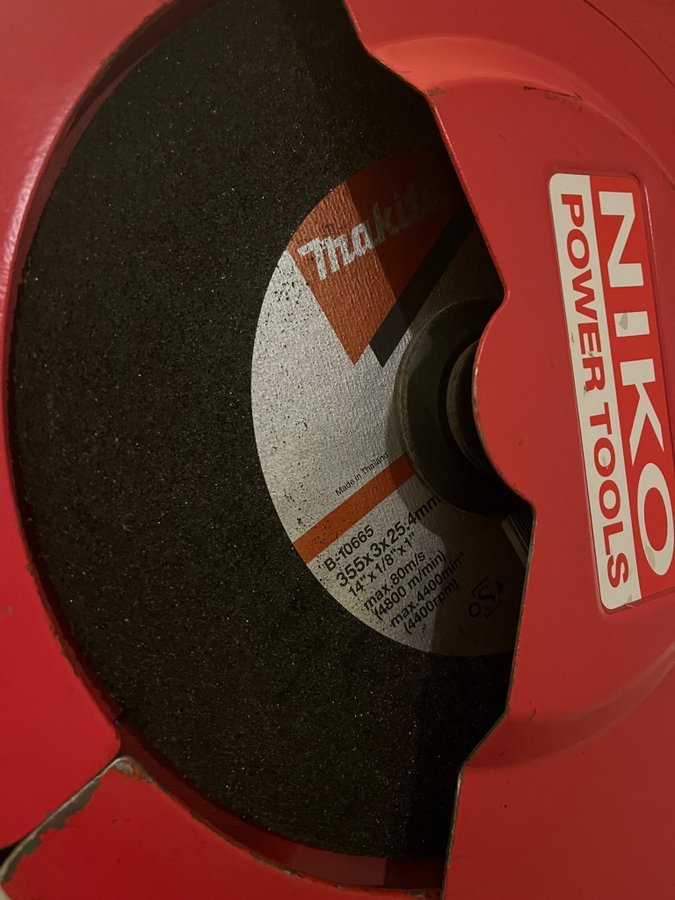 Makita
Made in Thailand
B-10665
355x3x25.4mm
14"x1/8"x1"
max.80m/s
(4800 m/min)
max.4400min⁻¹
(4400rpm)
NIKO
POWER TOOLS